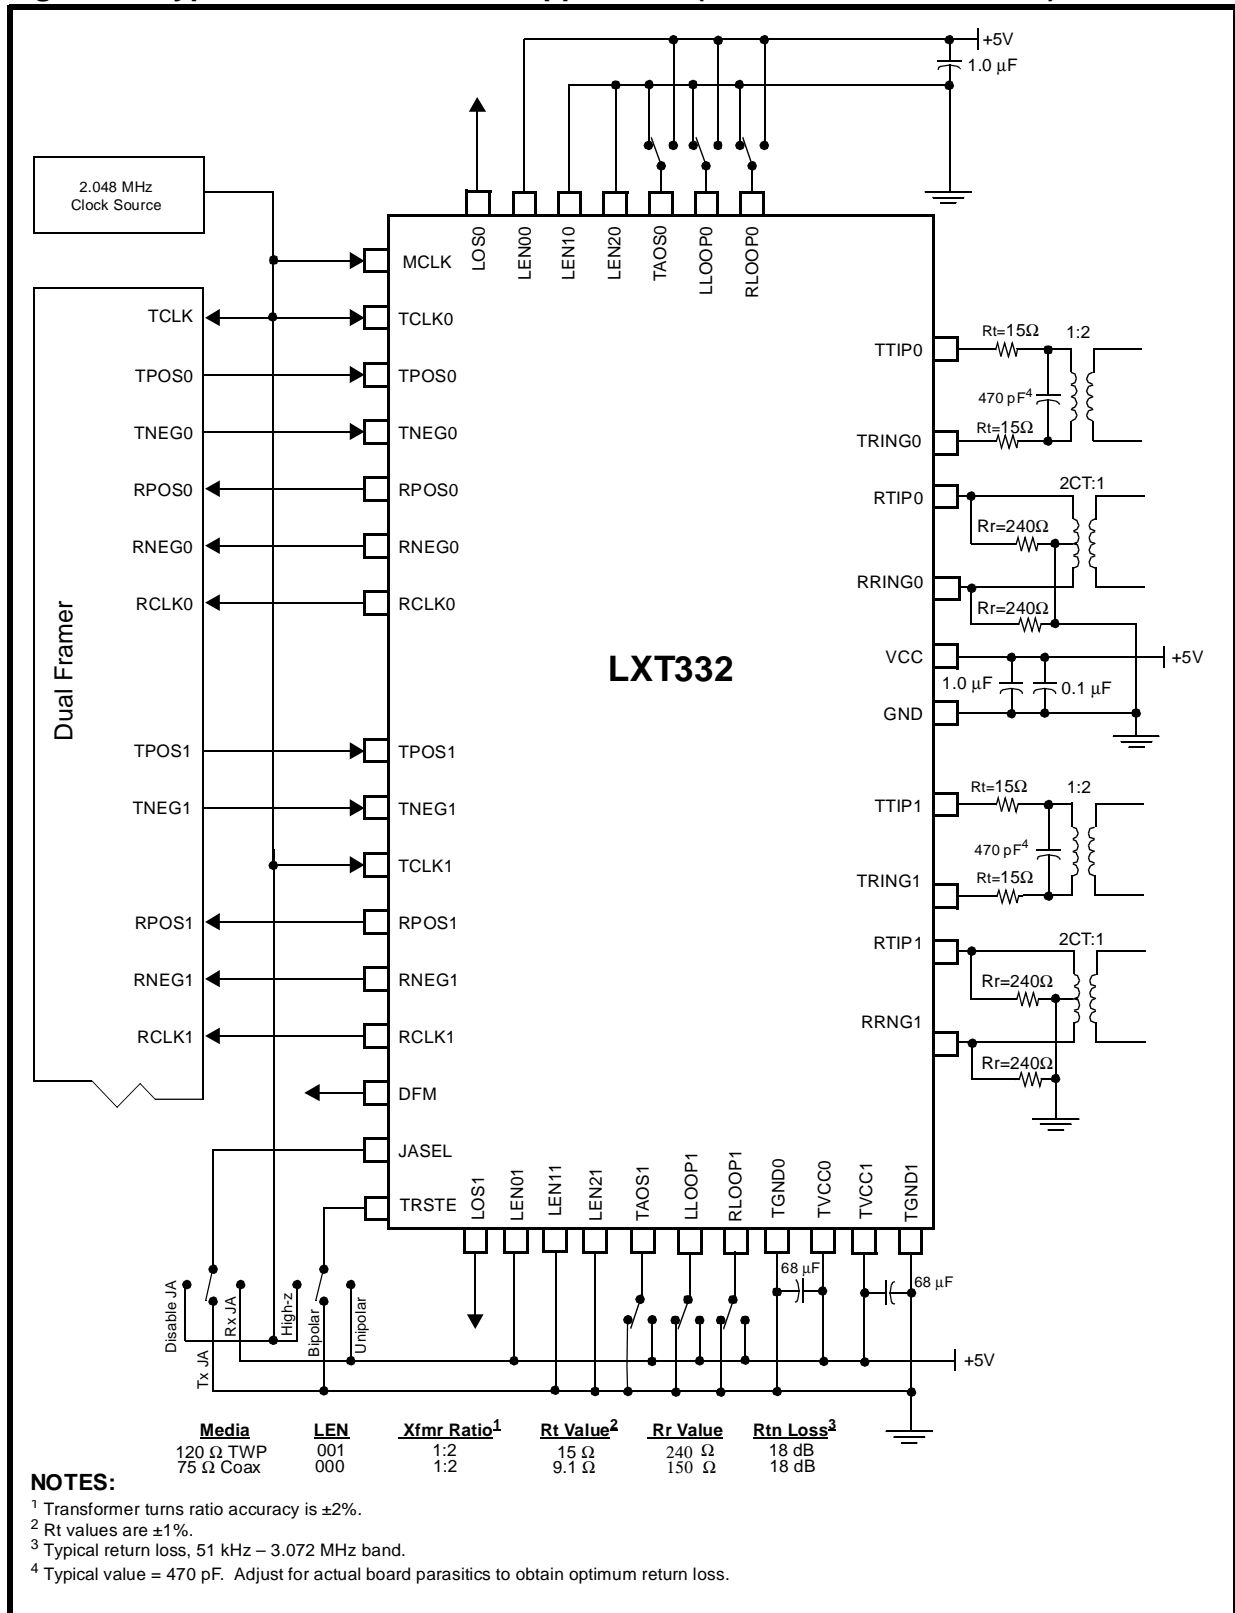 +5V
1.0 µF
2.048 MHz
Clock Source
LOS0
LEN00
LEN10
LEN20
TAOS0
LLOOP0
RLOOP0
MCLK
TCLK
TCLK0
TPOS0
TPOS0
TNEG0
TNEG0
RPOS0
RPOS0
RNEG0
RNEG0
RCLK0
RCLK0
Dual Framer
LXT332
TPOS1
TPOS1
TNEG1
TNEG1
TCLK1
RPOS1
RPOS1
RNEG1
RNEG1
RCLK1
RCLK1
DFM
JASEL
TRSTE
TTIP0
Rt=15Ω
1:2
470 pF⁴
TRING0
Rt=15Ω
RTIP0
2CT:1
Rr=240Ω
RRING0
Rr=240Ω
VCC
+5V
1.0 µF
0.1 µF
GND
TTIP1
Rt=15Ω
1:2
470 pF⁴
TRING1
Rt=15Ω
RTIP1
2CT:1
Rr=240Ω
RRNG1
Rr=240Ω
LOS1
LEN01
LEN11
LEN21
TAOS1
LLOOP1
RLOOP1
TGND0
TVCC0
TVCC1
TGND1
68 µF
68 µF
Disable JA
Tx JA
Rx JA
High-z
Bipolar
Unipolar
+5V
Media LEN Xfmr Ratio¹ Rt Value² Rr Value Rtn Loss³
120 Ω TWP 001 1:2 15 Ω 240 Ω 18 dB
75 Ω Coax 000 1:2 9.1 Ω 150 Ω 18 dB
NOTES:
¹ Transformer turns ratio accuracy is ±2%.
² Rt values are ±1%.
³ Typical return loss, 51 kHz – 3.072 MHz band.
⁴ Typical value = 470 pF. Adjust for actual board parasitics to obtain optimum return loss.